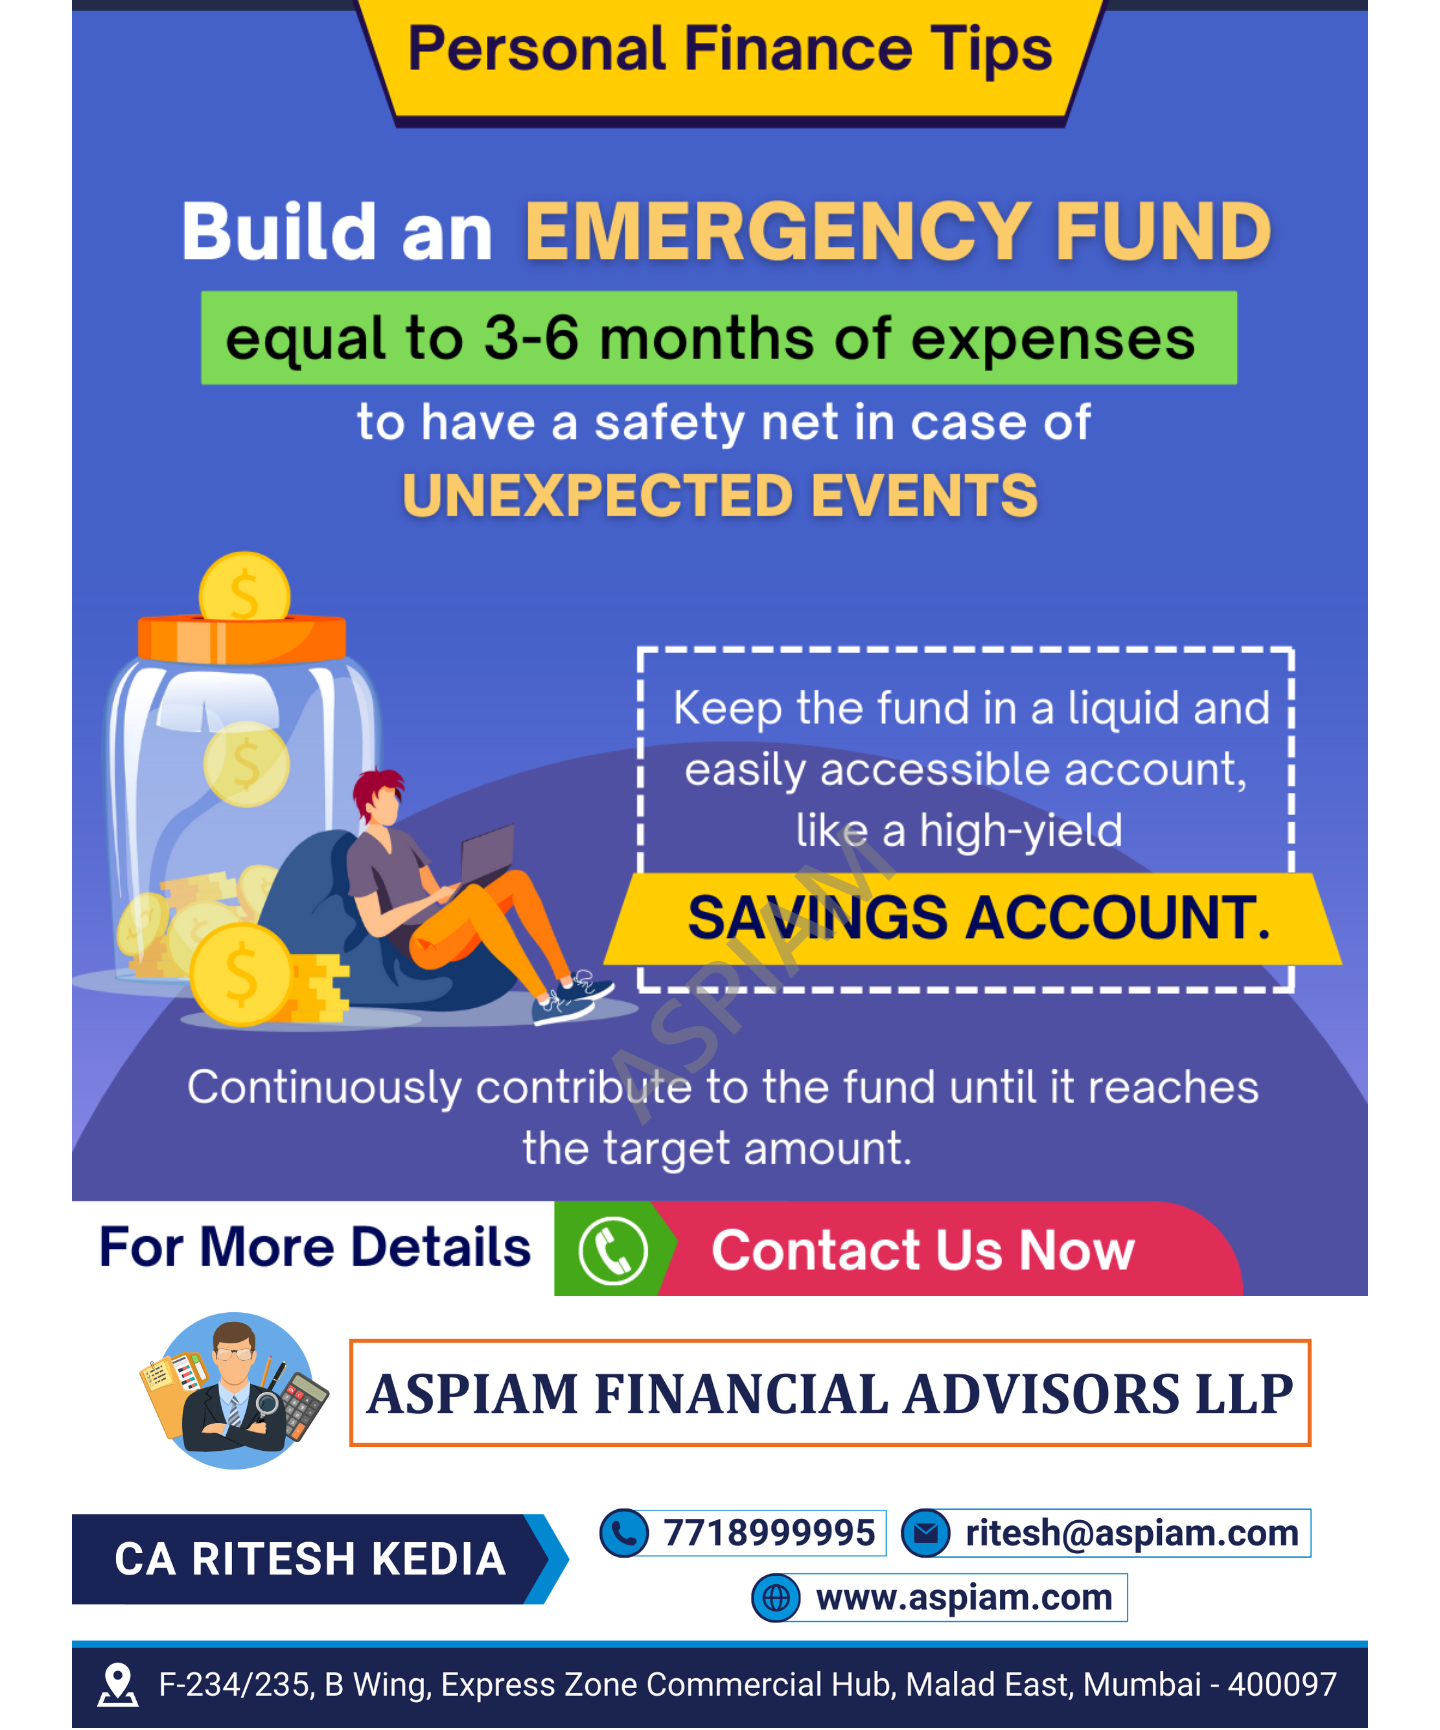 Personal Finance Tips
Build an EMERGENCY FUND
equal to 3-6 months of expenses
to have a safety net in case of
UNEXPECTED EVENTS
$
$
$
Keep the fund in a liquid and
easily accessible account,
like a high-yield
SAVINGS ACCOUNT.
ASPIAM
Continuously contribute to the fund until it reaches
the target amount.
For More Details
Contact Us Now
ASPIAM FINANCIAL ADVISORS LLP
CA RITESH KEDIA
7718999995
ritesh@aspiam.com
www.aspiam.com
F-234/235, B Wing, Express Zone Commercial Hub, Malad East, Mumbai - 400097